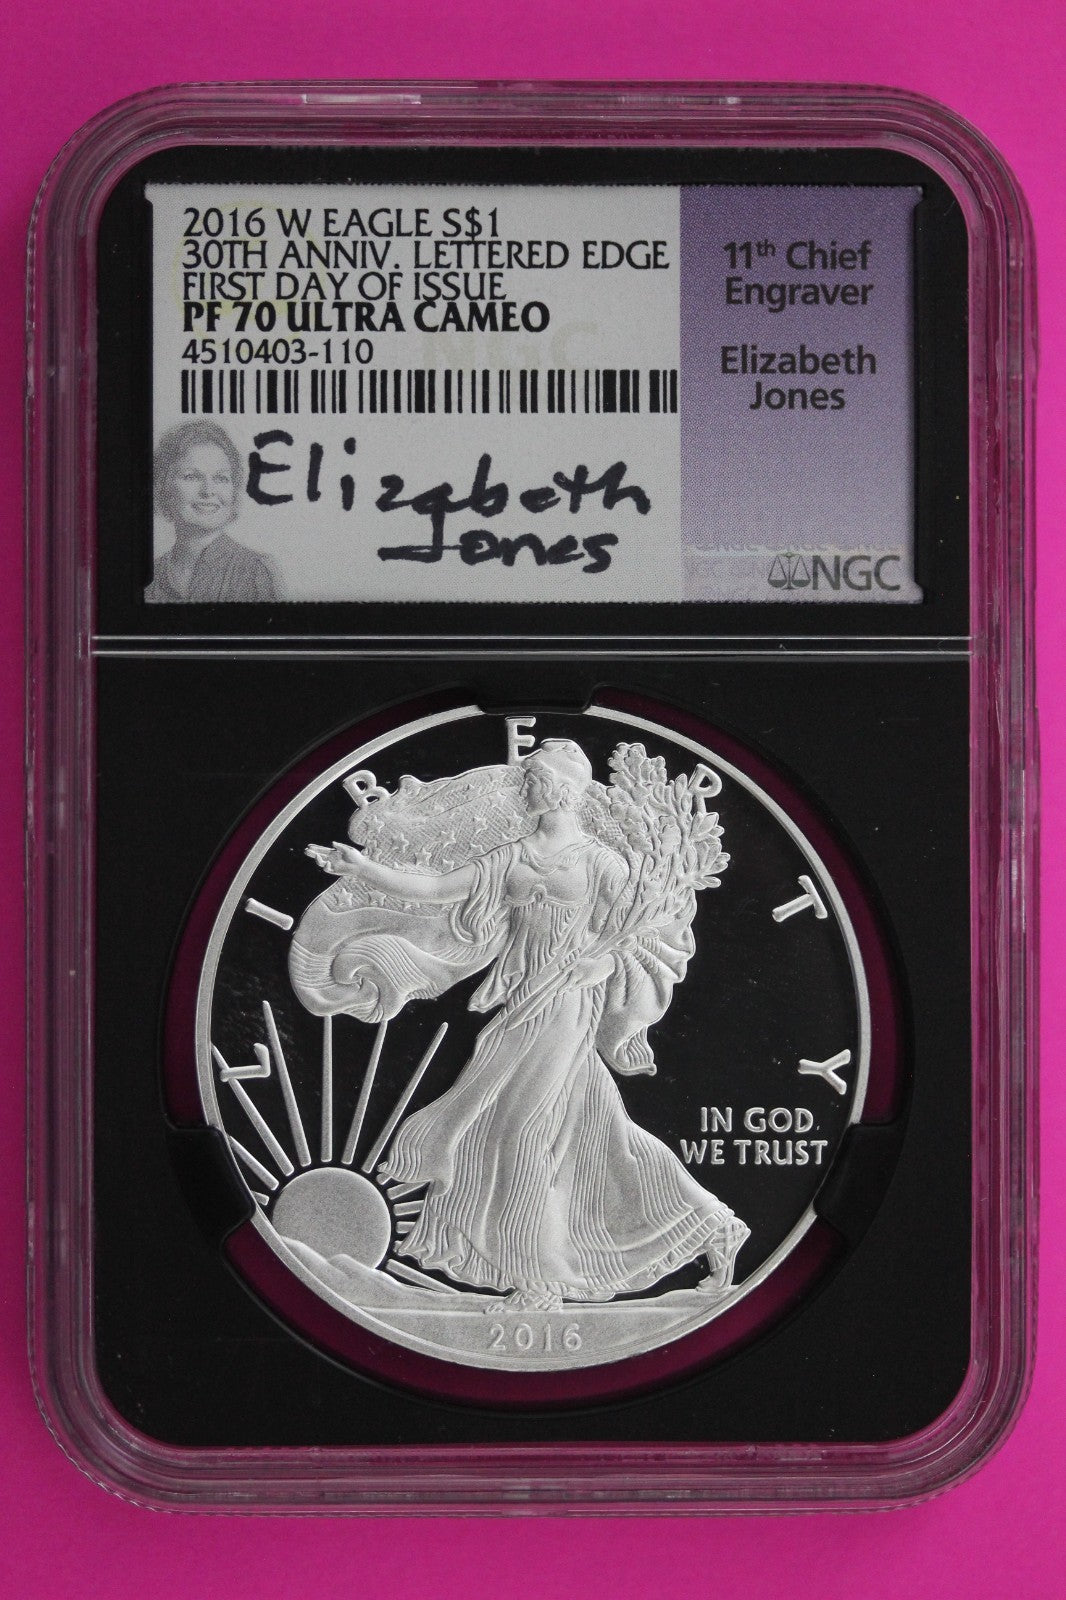 2016 W EAGLE S$1
30TH ANNIV. LETTERED EDGE
FIRST DAY OF ISSUE
PF 70 ULTRA CAMEO
4510403-110
11th Chief
Engraver
Elizabeth
Jones
Elizabeth
Jones
NGC
NGC
LIBERTY
IN GOD
WE TRUST
2016